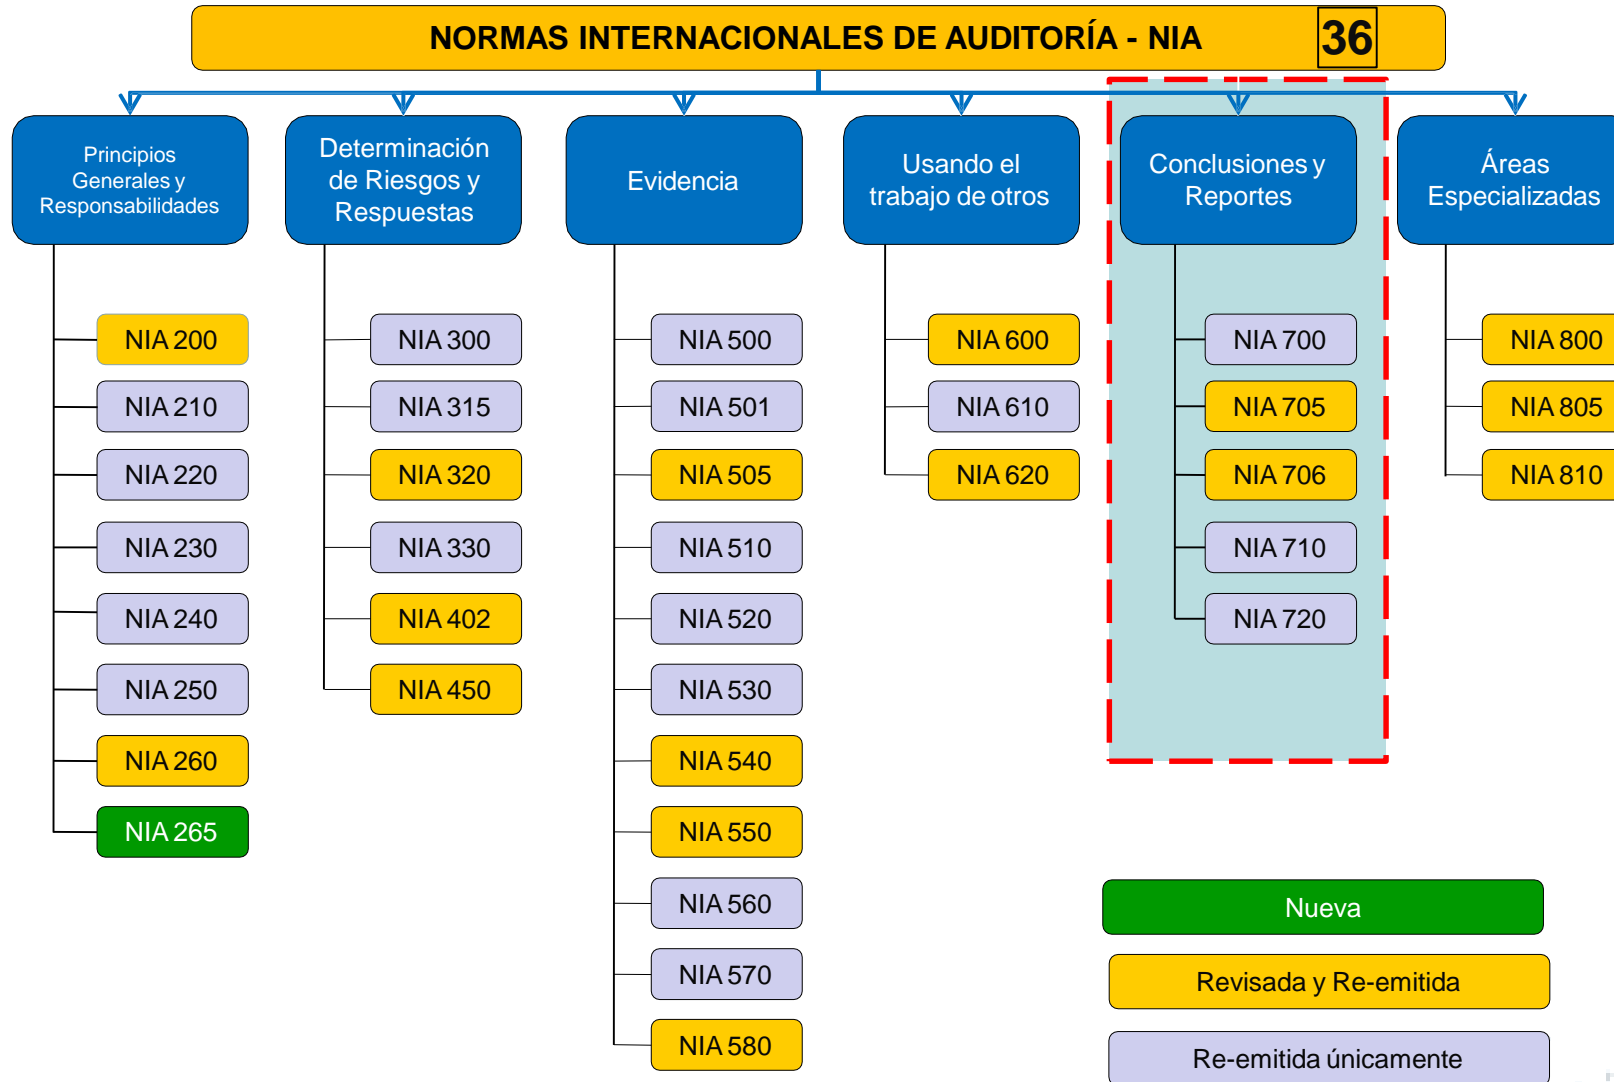 NORMAS INTERNACIONALES DE AUDITORÍA - NIA
36
Principios
Generales y
Responsabilidades
NIA 200
NIA 210
NIA 220
NIA 230
NIA 240
NIA 250
NIA 260
NIA 265
Determinación
de Riesgos y
Respuestas
NIA 300
NIA 315
NIA 320
NIA 330
NIA 402
NIA 450
Evidencia
NIA 500
NIA 501
NIA 505
NIA 510
NIA 520
NIA 530
NIA 540
NIA 550
NIA 560
NIA 570
NIA 580
Usando el
trabajo de otros
NIA 600
NIA 610
NIA 620
Conclusiones y
Reportes
NIA 700
NIA 705
NIA 706
NIA 710
NIA 720
Áreas
Especializadas
NIA 800
NIA 805
NIA 810
Nueva
Revisada y Re-emitida
Re-emitida únicamente